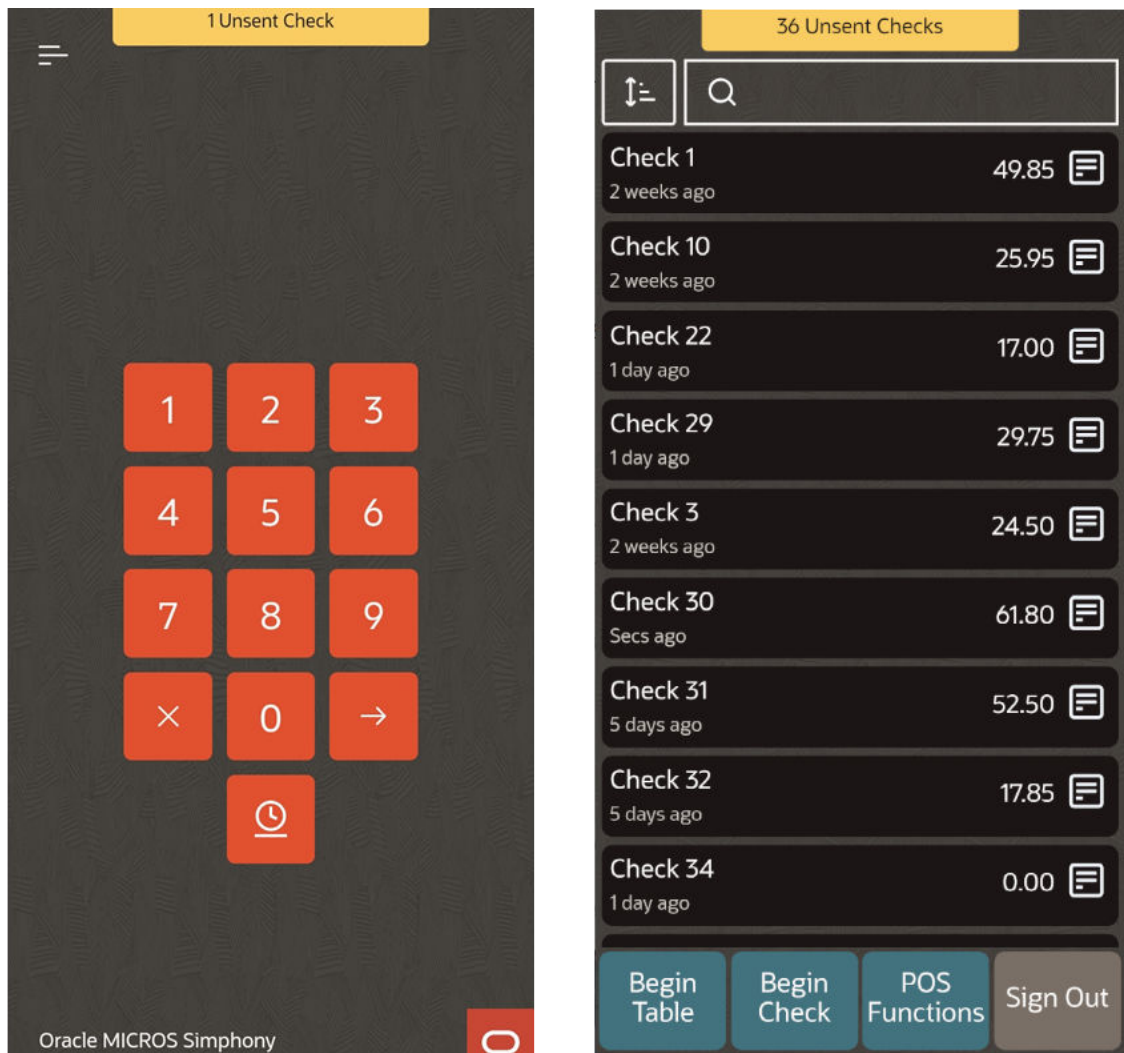 1 Unsent Check
1 2 3
4 5 6
7 8 9
0
Oracle MICROS Simphony
36 Unsent Checks
Check 1
2 weeks ago
49.85
Check 10
2 weeks ago
25.95
Check 22
1 day ago
17.00
Check 29
1 day ago
29.75
Check 3
2 weeks ago
24.50
Check 30
Secs ago
61.80
Check 31
5 days ago
52.50
Check 32
5 days ago
17.85
Check 34
1 day ago
0.00
Begin
Table
Begin
Check
POS
Functions
Sign Out